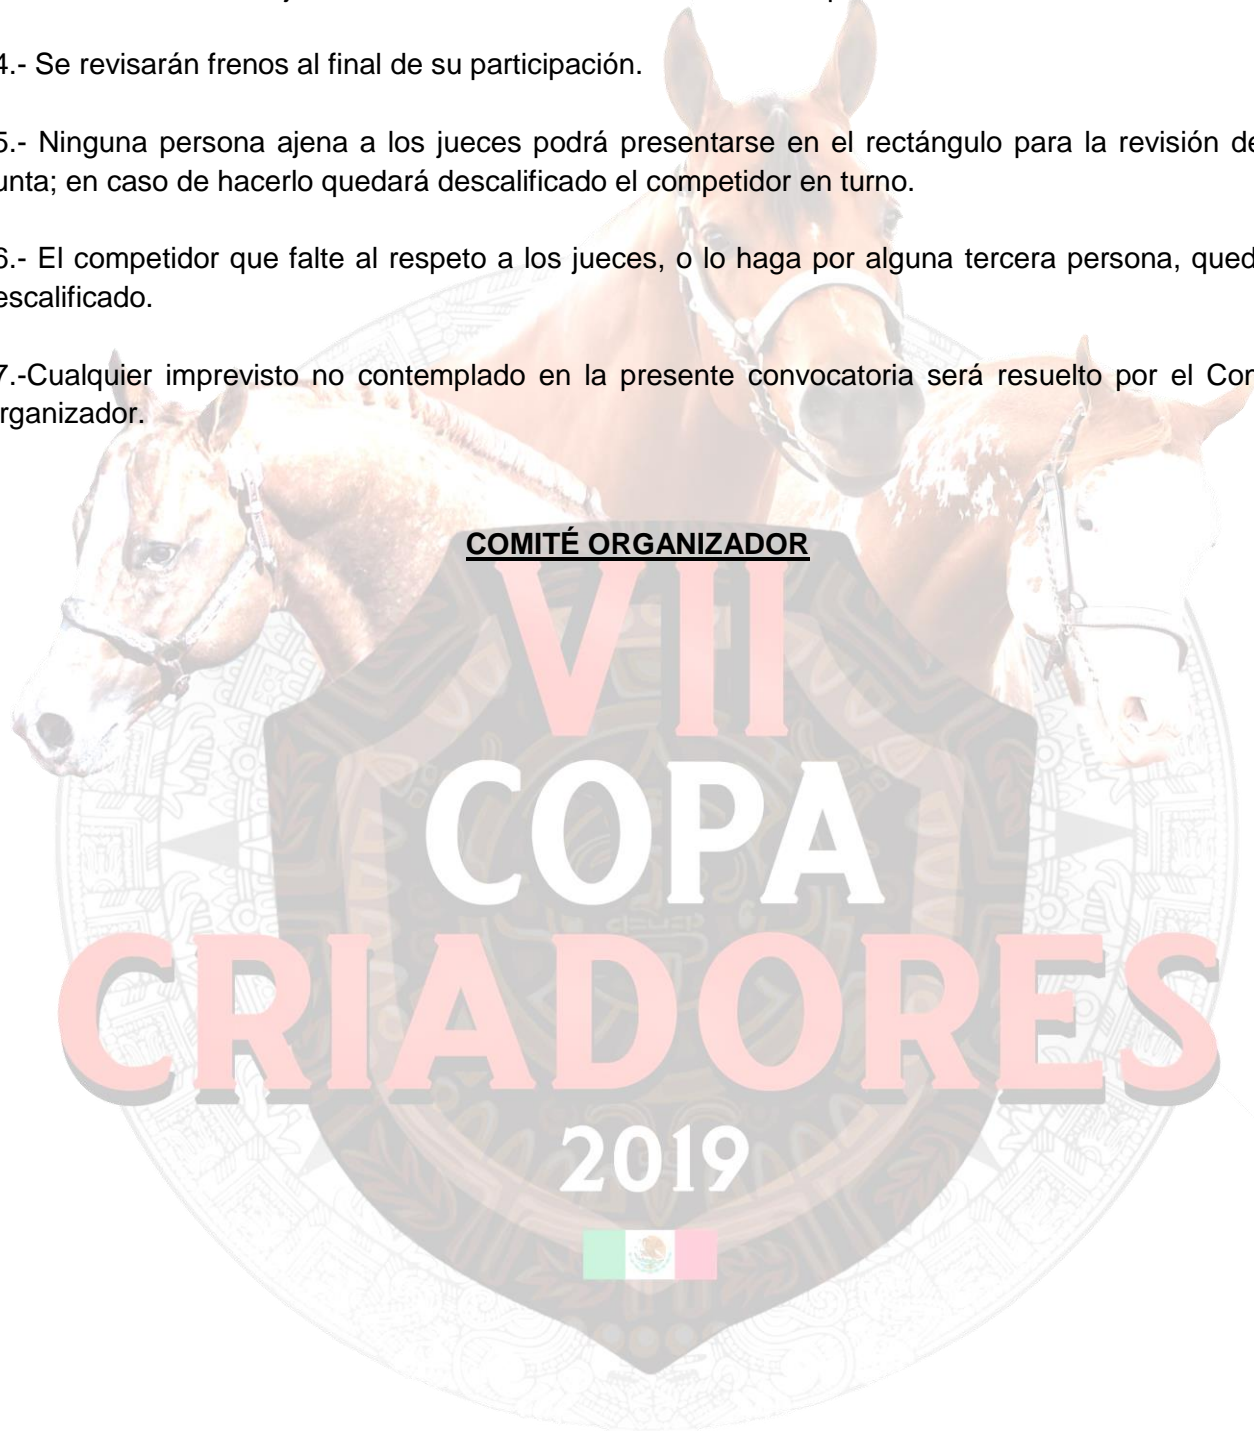 4.- Se revisarán frenos al final de su participación.
5.- Ninguna persona ajena a los jueces podrá presentarse en el rectángulo para la revisión de
unta; en caso de hacerlo quedará descalificado el competidor en turno.
6.- El competidor que falte al respeto a los jueces, o lo haga por alguna tercera persona, qued
escalificado.
7.-Cualquier imprevisto no contemplado en la presente convocatoria será resuelto por el Com
rganizador.
COMITÉ ORGANIZADOR
VII
COPA
CRIADORES
2019